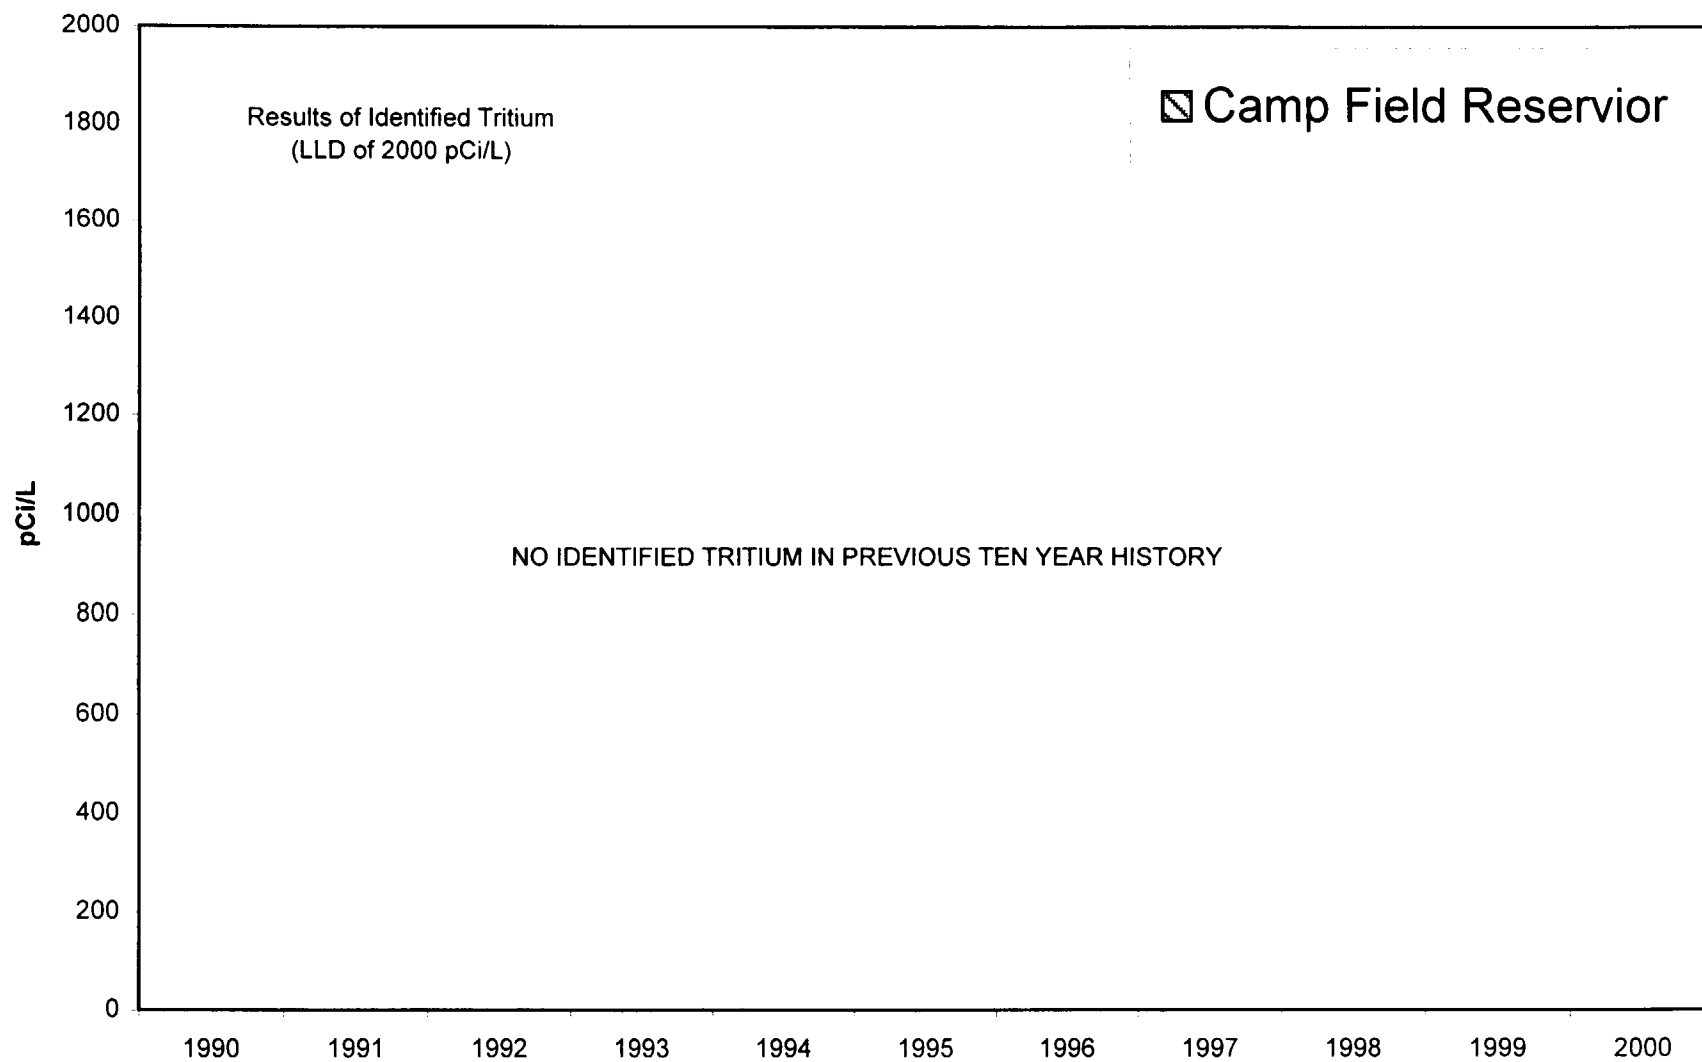 2000
1800
1600
1400
1200
1000
800
600
400
200
0
pCi/L
Results of Identified Tritium
(LLD of 2000 pCi/L)
Camp Field Reservior
NO IDENTIFIED TRITIUM IN PREVIOUS TEN YEAR HISTORY
1990 1991 1992 1993 1994 1995 1996 1997 1998 1999 2000